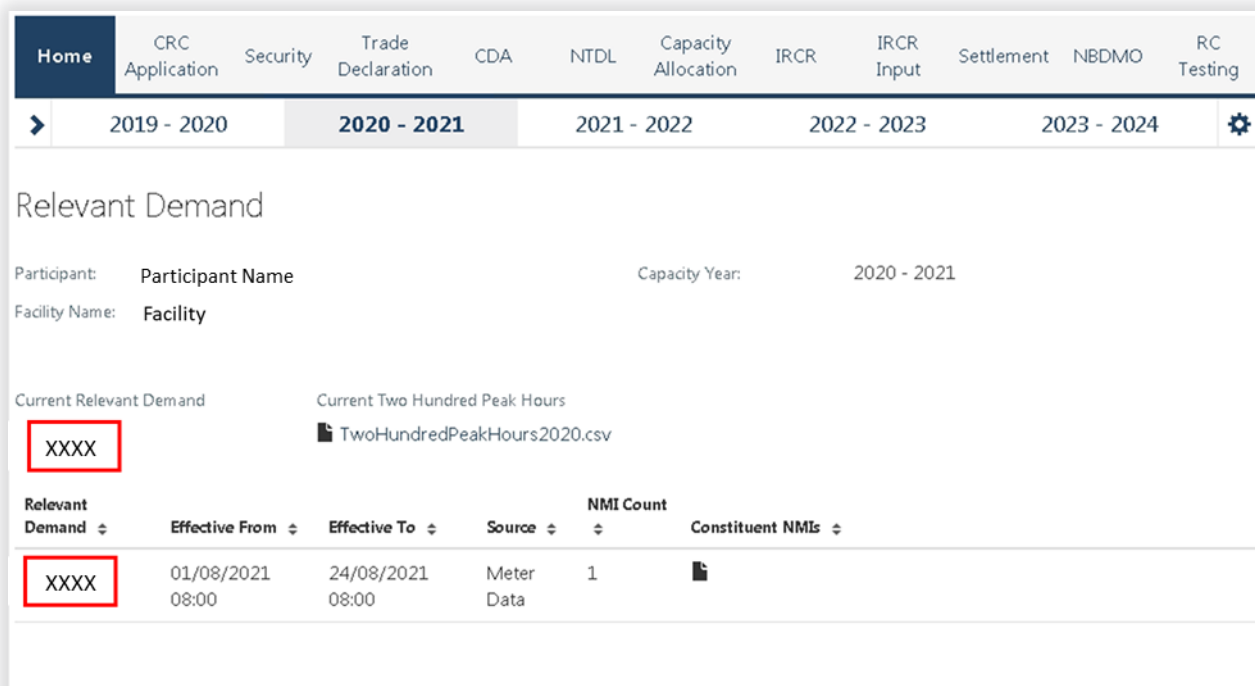 Home CRC Application Security Trade Declaration CDA NTDL Capacity Allocation IRCR IRCR Input Settlement NBDMO RC Testing
2019 - 2020 2020 - 2021 2021 - 2022 2022 - 2023 2023 - 2024
Relevant Demand
Participant: Participant Name Capacity Year: 2020 - 2021
Facility Name: Facility
Current Relevant Demand Current Two Hundred Peak Hours
XXXX TwoHundredPeakHours2020.csv
Relevant Demand Effective From Effective To Source NMI Count Constituent NMIs
XXXX 01/08/2021 08:00 24/08/2021 08:00 Meter Data 1